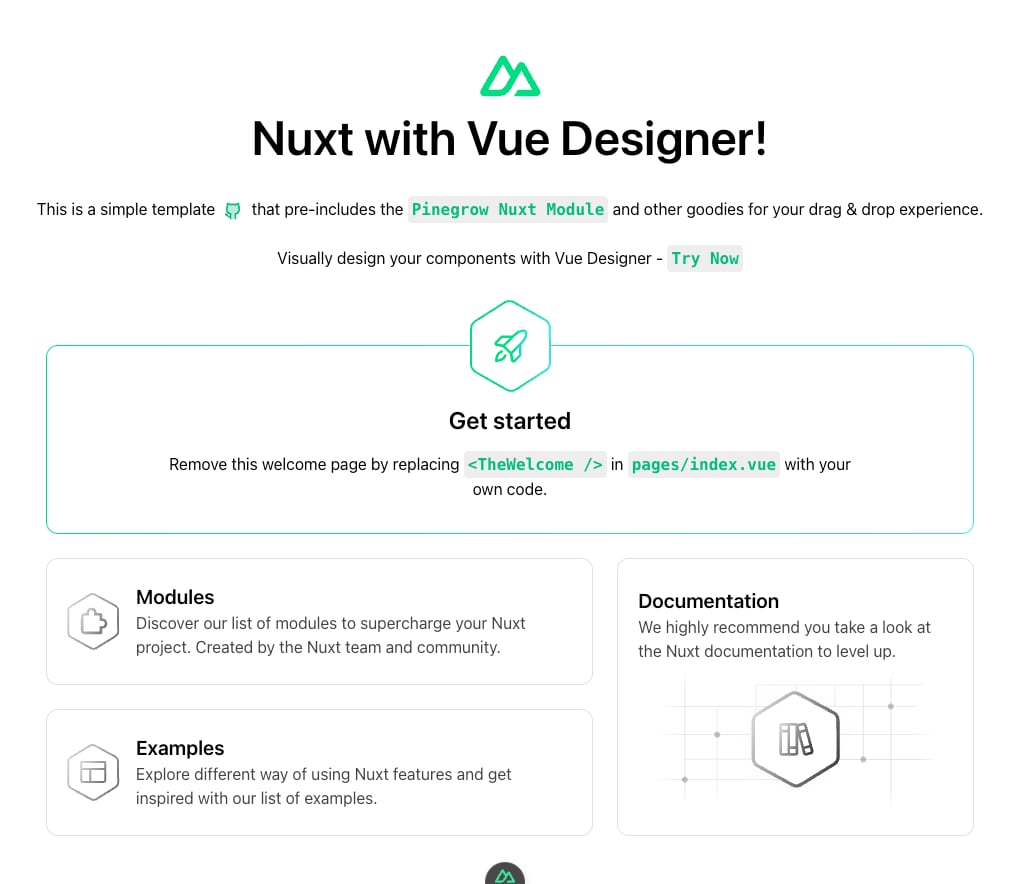 Nuxt with Vue Designer!
This is a simple template that pre-includes the Pinegrow Nuxt Module and other goodies for your drag & drop experience.
Visually design your components with Vue Designer - Try Now
Get started
Remove this welcome page by replacing <TheWelcome /> in pages/index.vue with your
own code.
Modules
Discover our list of modules to supercharge your Nuxt
project. Created by the Nuxt team and community.
Examples
Explore different way of using Nuxt features and get
inspired with our list of examples.
Documentation
We highly recommend you take a look at
the Nuxt documentation to level up.